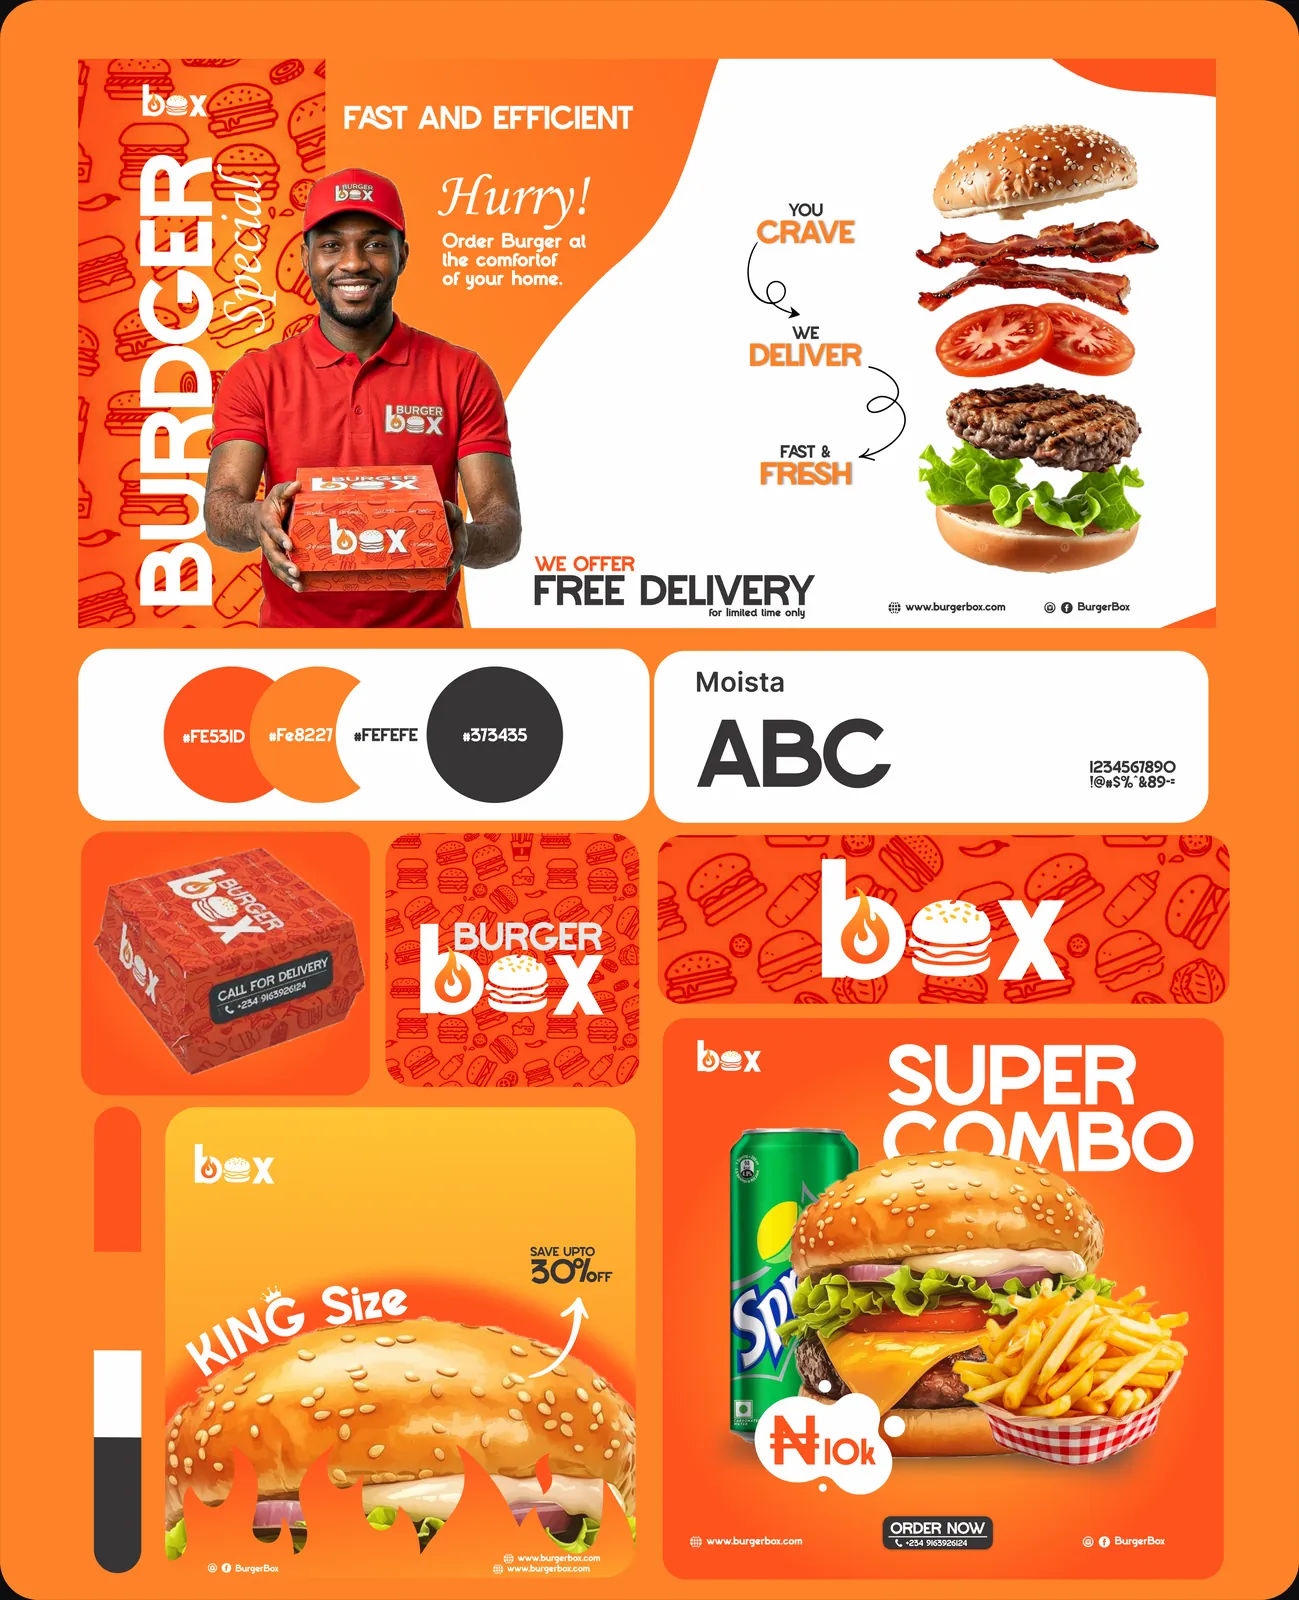 box
BURDGER
Special
FAST AND EFFICIENT
Hurry!
Order Burger at
the comfortof
of your home.
BURGER
box
BURGER
box
BURGER
box
box
YOU
CRAVE
WE
DELIVER
FAST &
FRESH
WE OFFER
FREE DELIVERY
for limited time only
www.burgerbox.com
BurgerBox
#FE531D
#Fe8227
#FEFEFE
#373435
Moista
ABC
1234567890
!@#$%^&89-=
BURGER
box
box
CALL FOR DELIVERY
+234 9163926124
BURGER
box
box
box
SUPER
COMBO
Spr
₦10k
ORDER NOW
+234 9163926124
www.burgerbox.com
BurgerBox
box
SAVE UPTO
30%OFF
KING Size
www.burgerbox.com
BurgerBox
www.burgerbox.com